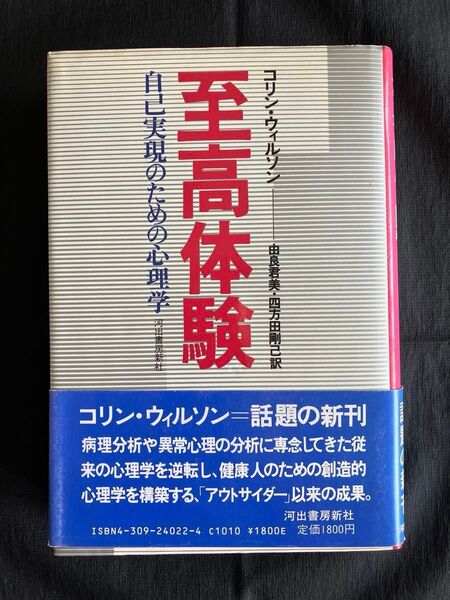 コリン・ウィルソン
由良君美・四方田剛己訳
至高体験
自己実現のための心理学
河出書房新社
コリン・ウィルソン=話題の新刊
病理分析や異常心理の分析に専念してきた従
来の心理学を逆転し、健康人のための創造的
心理学を構築する、「アウトサイダー」以来の成果。
河出書房新社
ISBN4-309-24022-4 C1010 ¥1800E 定価1800円